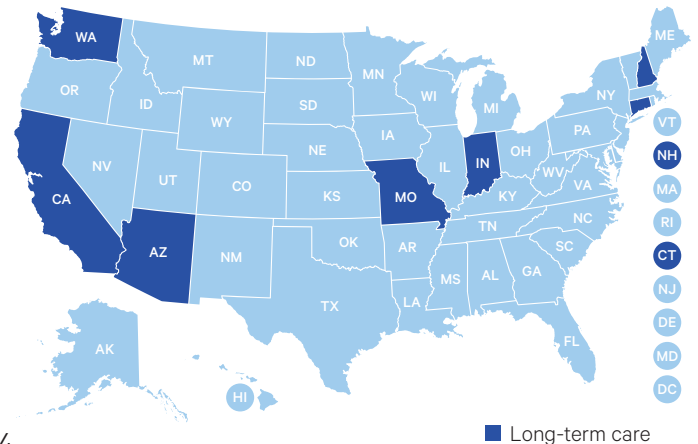 WA
MT
ND
MN
ME
OR
ID
SD
WI
MI
NY
WY
IA
PA
VT
NE
OH
NH
NV
UT
CO
IL
IN
WV
VA
MA
CA
KS
MO
KY
RI
AZ
NM
OK
AR
TN
NC
CT
SC
MS
AL
GA
NJ
TX
LA
DE
AK
FL
MD
HI
DC
Long-term care